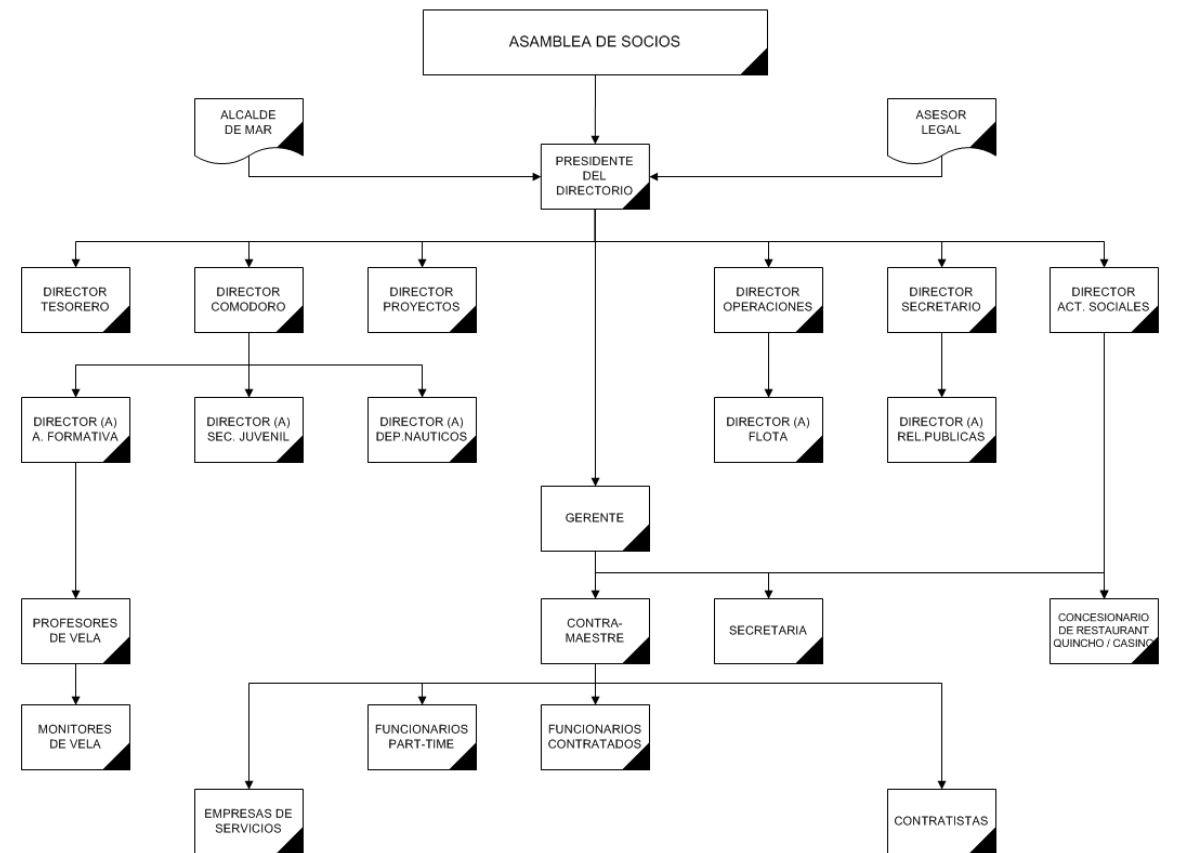 ASAMBLEA DE SOCIOS
ALCALDE
DE MAR
ASESOR
LEGAL
PRESIDENTE
DEL
DIRECTORIO
DIRECTOR
TESORERO
DIRECTOR
COMODORO
DIRECTOR
PROYECTOS
DIRECTOR
OPERACIONES
DIRECTOR
SECRETARIO
DIRECTOR
ACT. SOCIALES
DIRECTOR (A)
A. FORMATIVA
DIRECTOR (A)
SEC. JUVENIL
DIRECTOR (A)
DEP.NAUTICOS
DIRECTOR (A)
FLOTA
DIRECTOR (A)
REL.PUBLICAS
GERENTE
PROFESORES
DE VELA
CONTRA-
MAESTRE
SECRETARIA
CONCESIONARIO
DE RESTAURANT
QUINCHO / CASINO
MONITORES
DE VELA
FUNCIONARIOS
PART-TIME
FUNCIONARIOS
CONTRATADOS
EMPRESAS DE
SERVICIOS
CONTRATISTAS